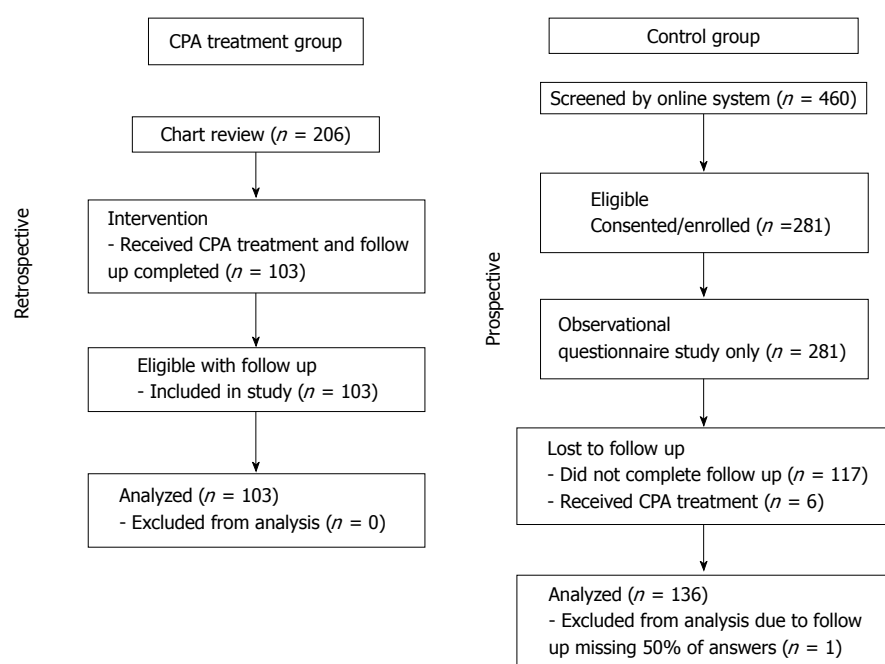 CPA treatment group
Chart review (n = 206)
Retrospective
Intervention
- Received CPA treatment and follow
up completed (n = 103)
Eligible with follow up
- Included in study (n = 103)
Analyzed (n = 103)
- Excluded from analysis (n = 0)
Control group
Screened by online system (n = 460)
Prospective
Eligible
Consented/enrolled (n =281)
Observational
questionnaire study only (n = 281)
Lost to follow up
- Did not complete follow up (n = 117)
- Received CPA treatment (n = 6)
Analyzed (n = 136)
- Excluded from analysis due to follow
up missing 50% of answers (n = 1)